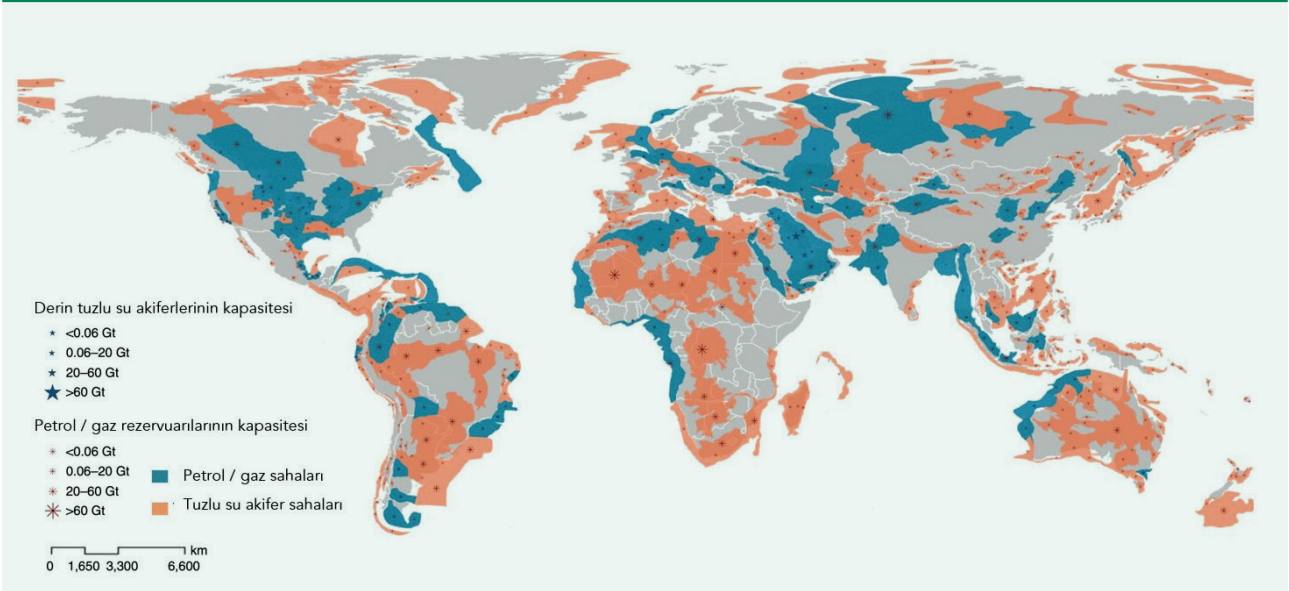 Derin tuzlu su akiferlerinin kapasitesi
<0.06 Gt
0.06–20 Gt
20–60 Gt
>60 Gt
Petrol / gaz rezervuarılarının kapasitesi
<0.06 Gt
0.06–20 Gt
20–60 Gt
>60 Gt
Petrol / gaz sahaları
Tuzlu su akifer sahaları
km
0 1,650 3,300 6,600